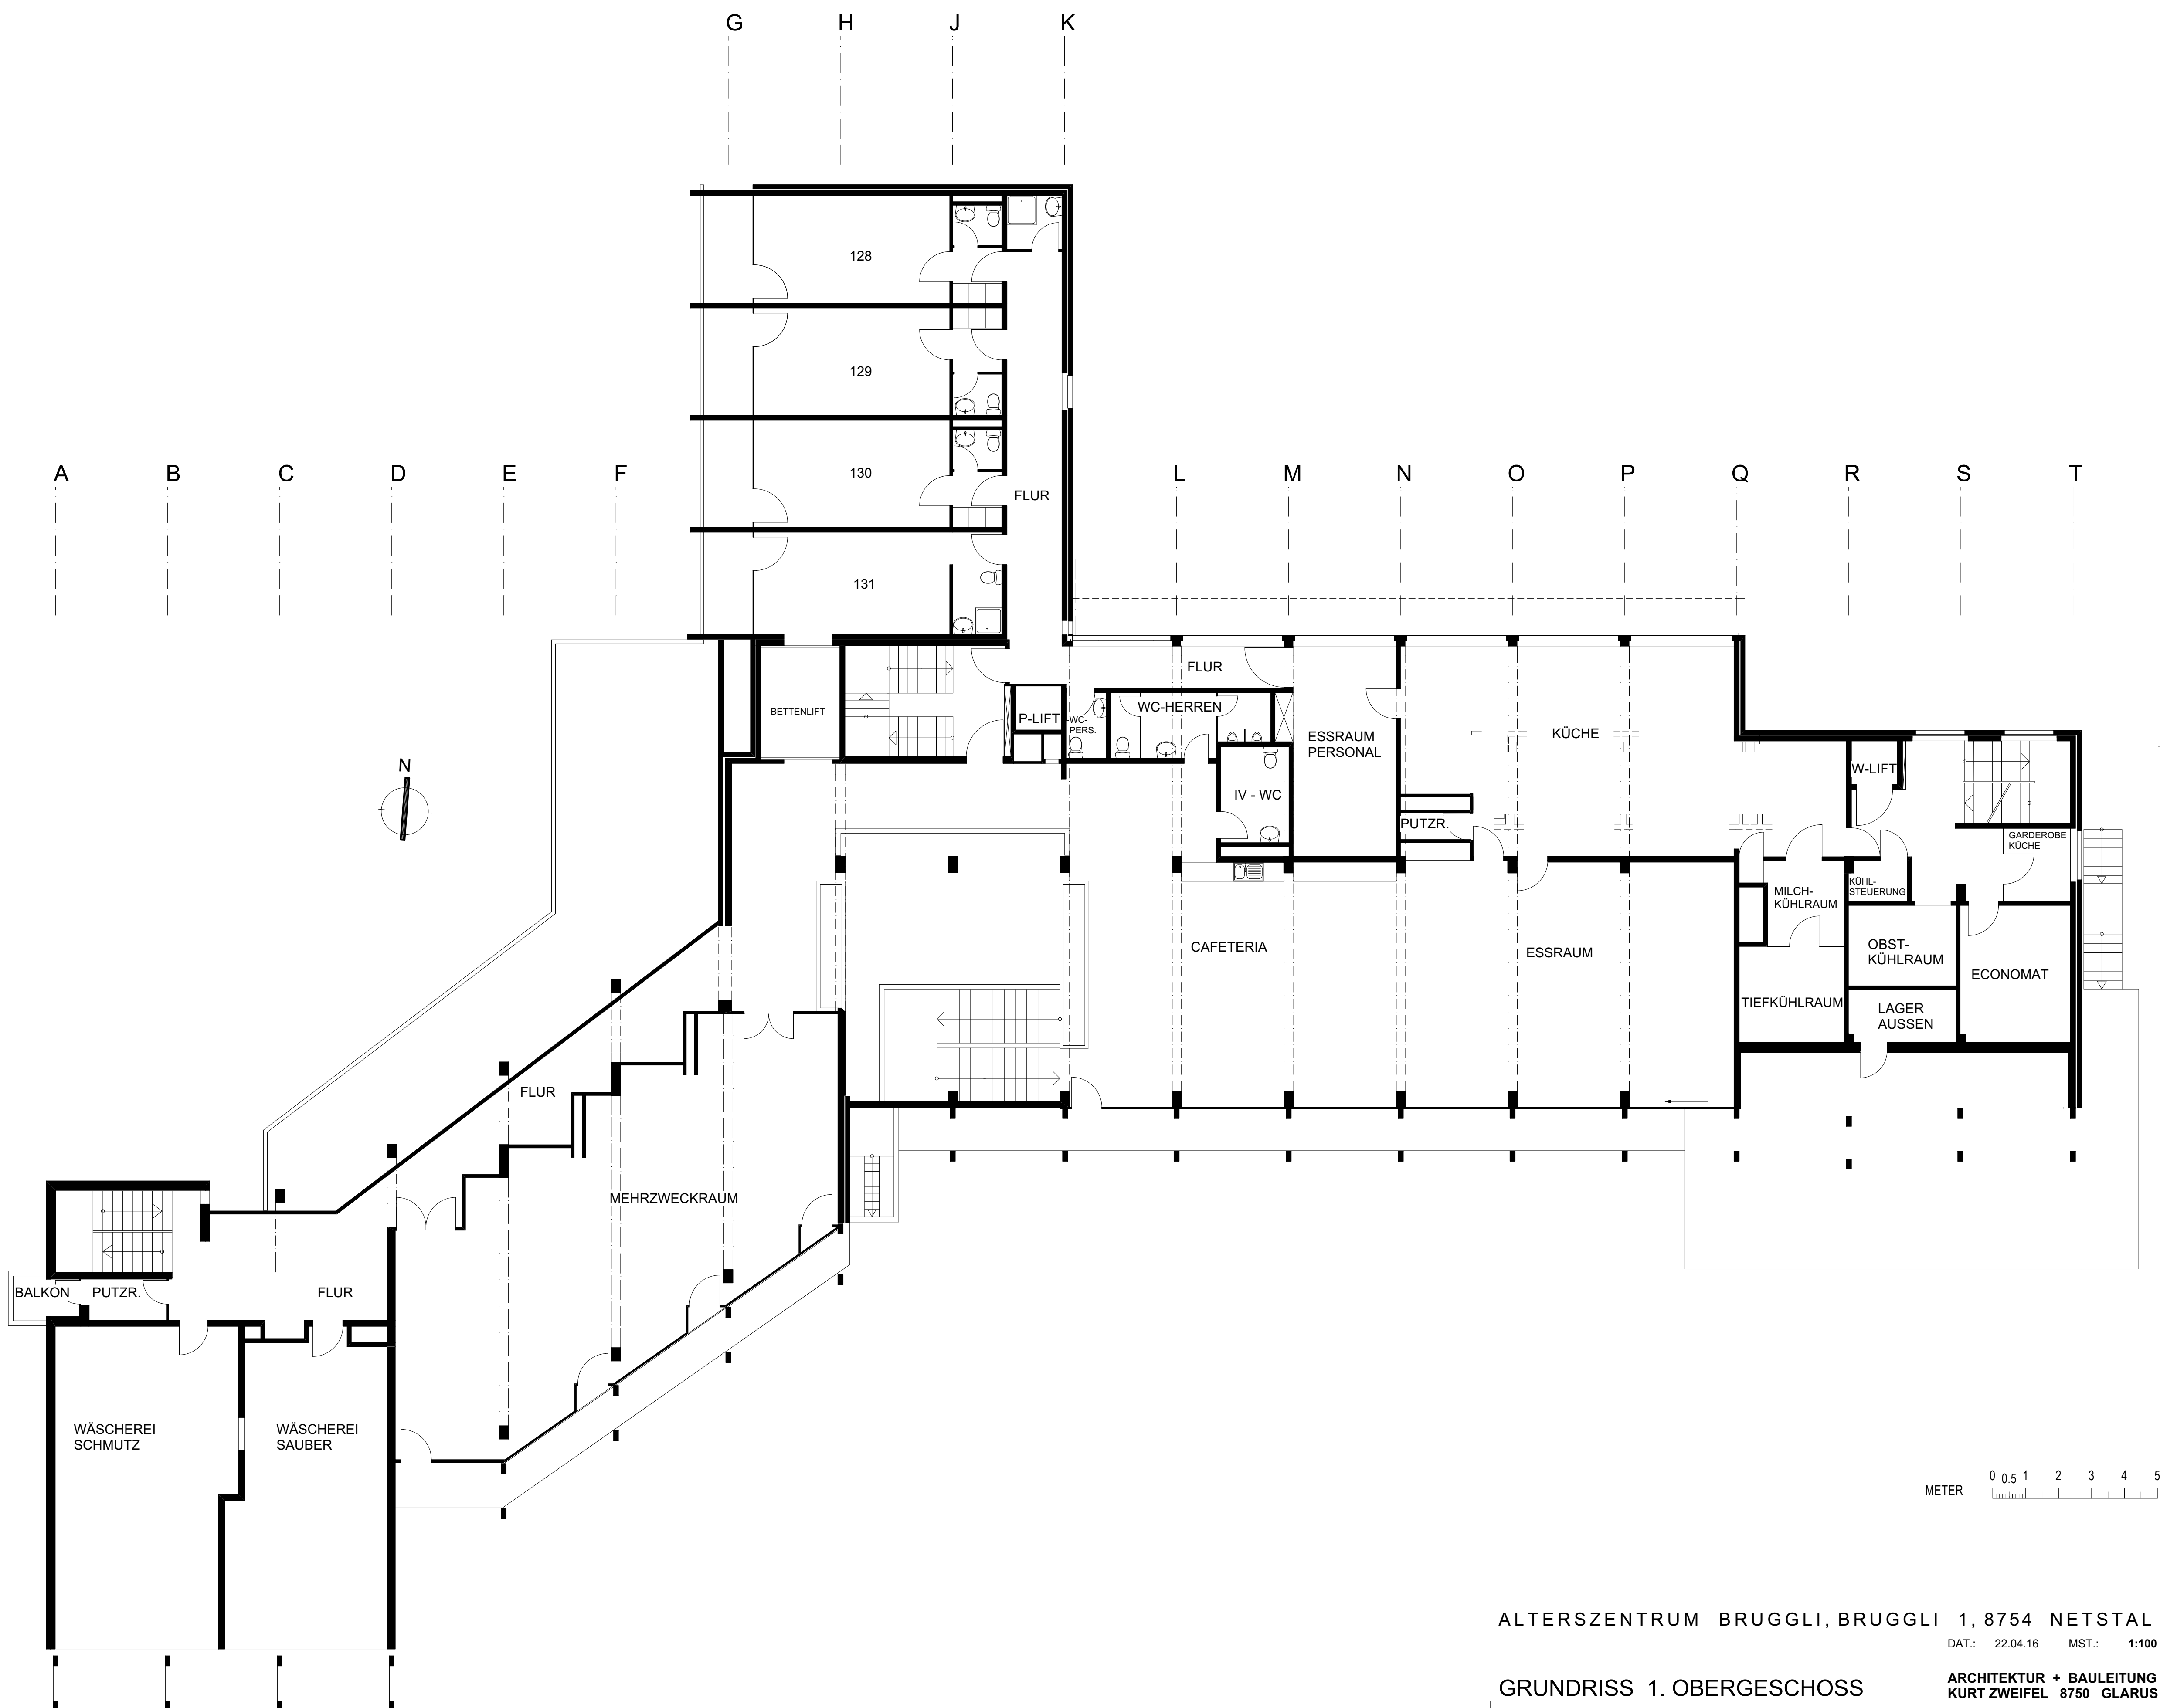 G H J K
128
129
A B C D E F
130
L M N O P Q R S T
FLUR
131
FLUR
BETTENLIFT
P-LIFT
WC-
PERS.
WC-HERREN
ESSRAUM
PERSONAL
KÜCHE
N
W-LIFT
IV - WC
PUTZR.
GARDEROBE
KÜCHE
KÜHL-
STEUERUNG
MILCH-
KÜHLRAUM
CAFETERIA
ESSRAUM
OBST-
KÜHLRAUM
ECONOMAT
TIEFKÜHLRAUM
LAGER
AUSSEN
FLUR
MEHRZWECKRAUM
BALKON
PUTZR.
FLUR
WÄSCHEREI
SCHMUTZ
WÄSCHEREI
SAUBER
METER 0 0.5 1 2 3 4 5
ALTERSZENTRUM BRUGGLI, BRUGGLI 1, 8754 NETSTAL
DAT.: 22.04.16 MST.: 1:100
GRUNDRISS 1. OBERGESCHOSS
ARCHITEKTUR + BAULEITUNG
KURT ZWEIFEL 8750 GLARUS